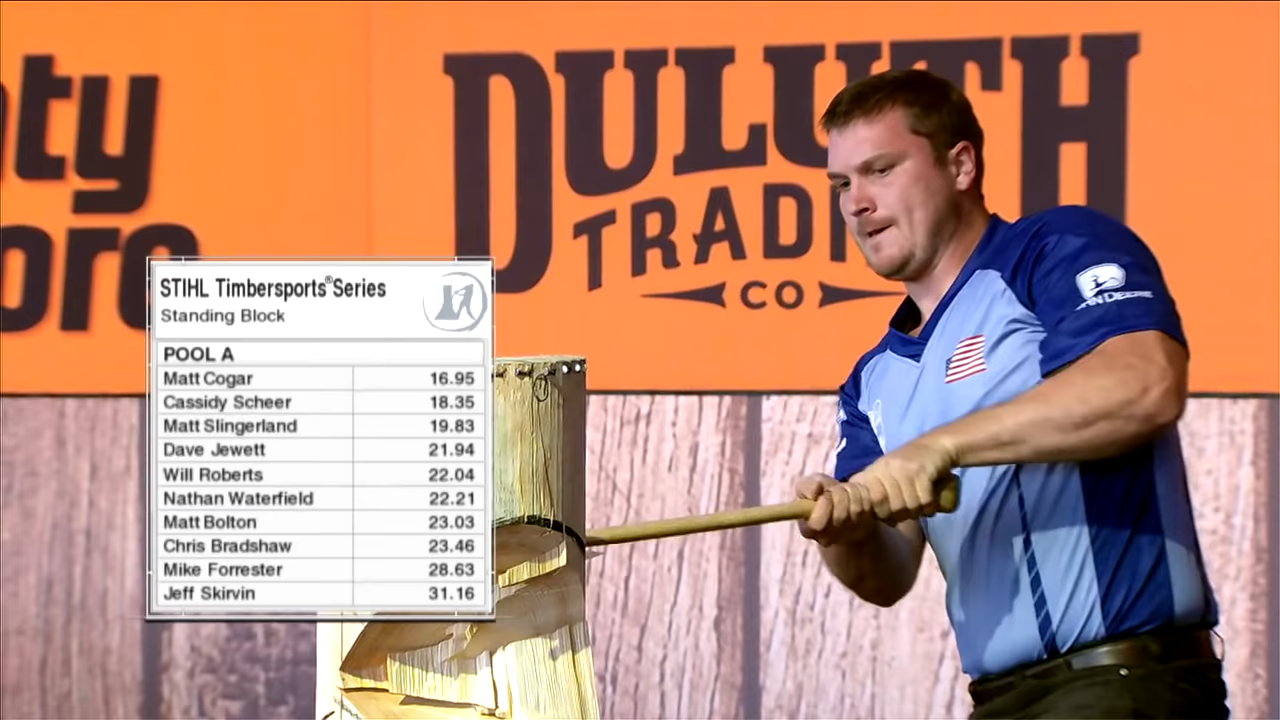 nty
ore
DULUTH
TRADI
CO
STIHL Timbersports® Series
Standing Block
POOL A
Matt Cogar 16.95
Cassidy Scheer 18.35
Matt Slingerland 19.83
Dave Jewett 21.94
Will Roberts 22.04
Nathan Waterfield 22.21
Matt Bolton 23.03
Chris Bradshaw 23.46
Mike Forrester 28.63
Jeff Skirvin 31.16